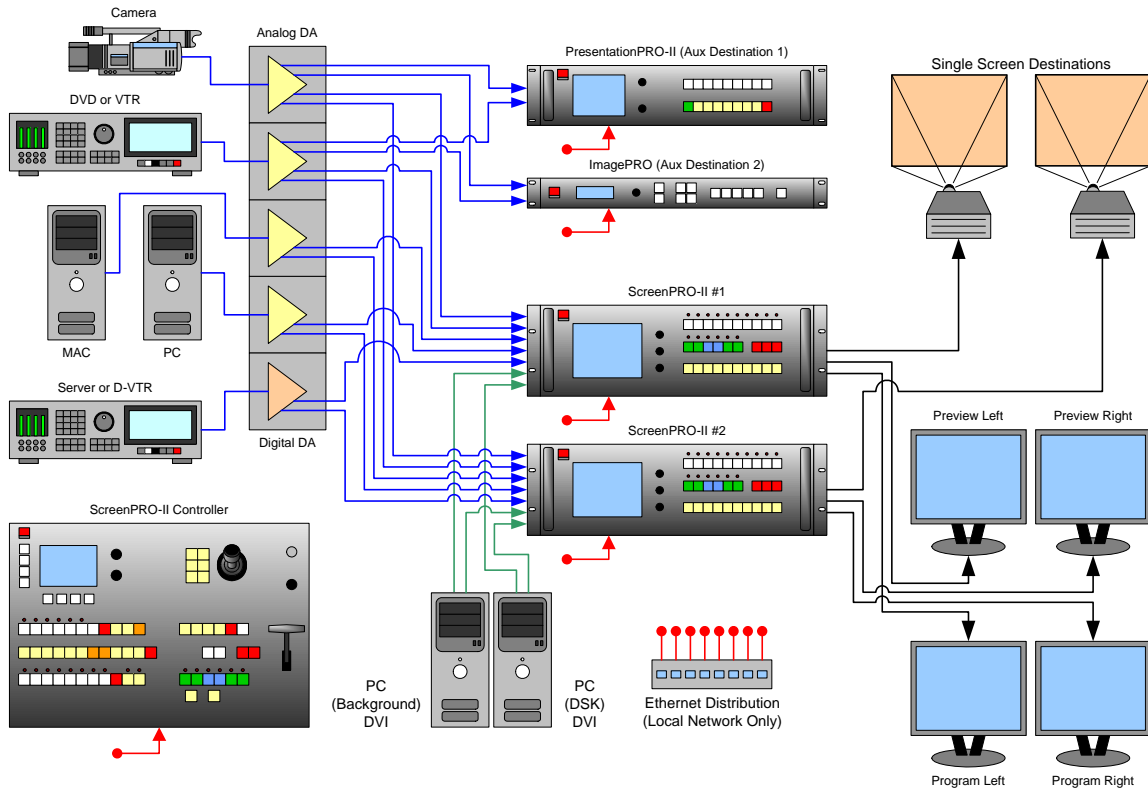 Camera
Analog DA
PresentationPRO-II (Aux Destination 1)
Single Screen Destinations
DVD or VTR
ImagePRO (Aux Destination 2)
MAC
PC
ScreenPRO-II #1
Server or D-VTR
Digital DA
ScreenPRO-II #2
Preview Left
Preview Right
ScreenPRO-II Controller
PC
(Background)
DVI
PC
(DSK)
DVI
Ethernet Distribution
(Local Network Only)
Program Left
Program Right